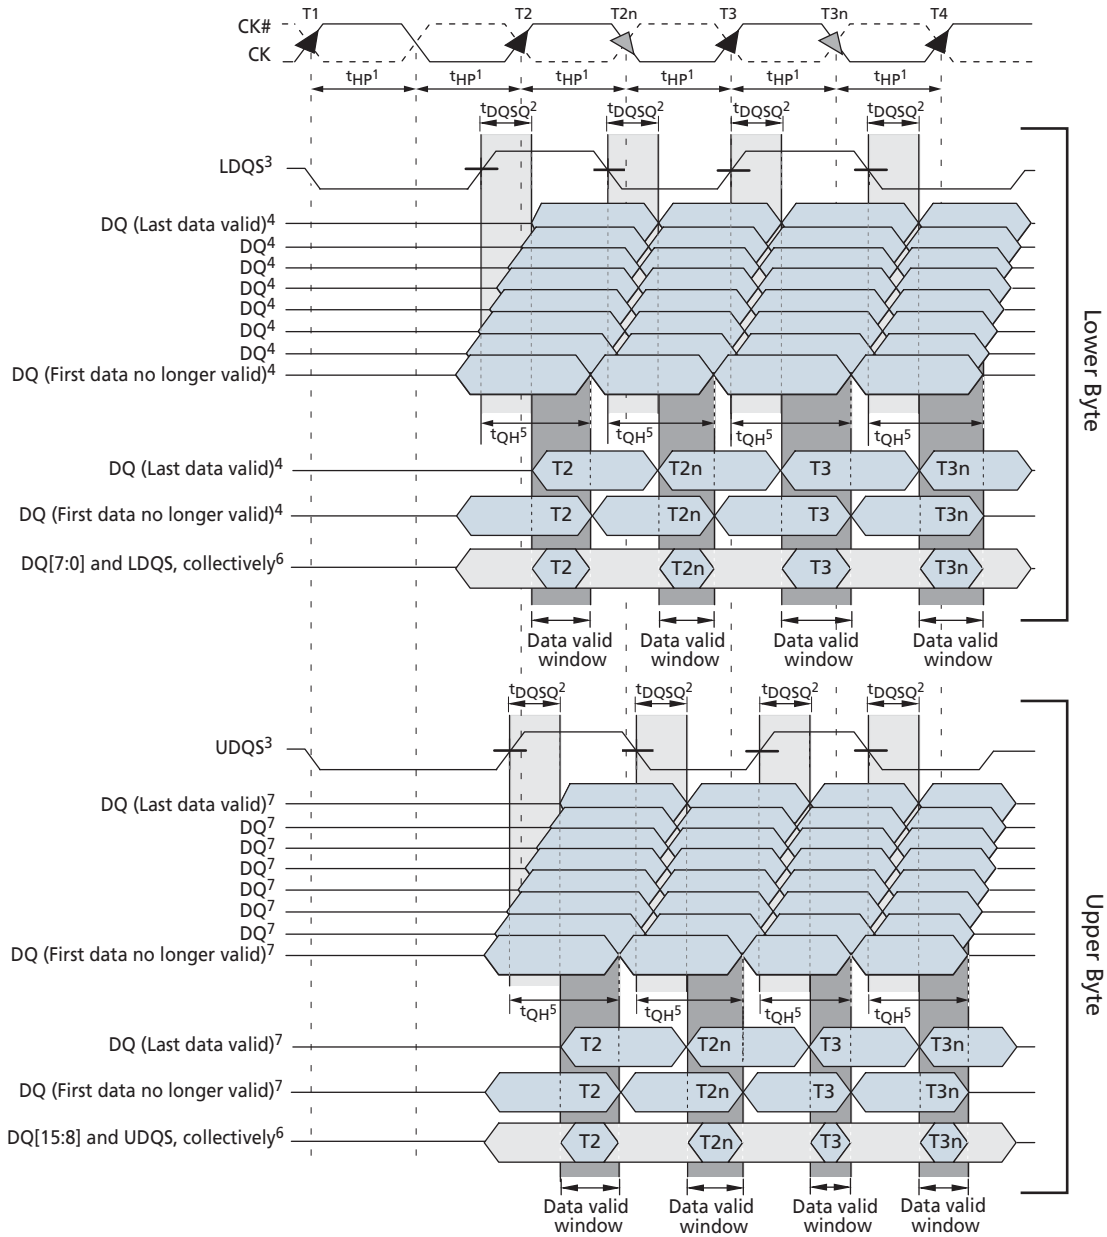 T1 T2 T2n T3 T3n T4
CK#
CK
tHP1 tHP1 tHP1 tHP1 tHP1 tHP1
tDQSQ2 tDQSQ2 tDQSQ2 tDQSQ2
LDQS3
DQ (Last data valid)4
DQ4
DQ4
DQ4
DQ4
DQ4
DQ4
DQ (First data no longer valid)4
tQH5 tQH5 tQH5 tQH5
DQ (Last data valid)4 T2 T2n T3 T3n
DQ (First data no longer valid)4 T2 T2n T3 T3n
DQ[7:0] and LDQS, collectively6 T2 T2n T3 T3n
Data valid window
Data valid window
Data valid window
Data valid window
Lower Byte
tDQSQ2 tDQSQ2 tDQSQ2 tDQSQ2
UDQS3
DQ (Last data valid)7
DQ7
DQ7
DQ7
DQ7
DQ7
DQ7
DQ (First data no longer valid)7
tQH5 tQH5 tQH5 tQH5
DQ (Last data valid)7 T2 T2n T3 T3n
DQ (First data no longer valid)7 T2 T2n T3 T3n
DQ[15:8] and UDQS, collectively6 T2 T2n T3 T3n
Data valid window
Data valid window
Data valid window
Data valid window
Upper Byte